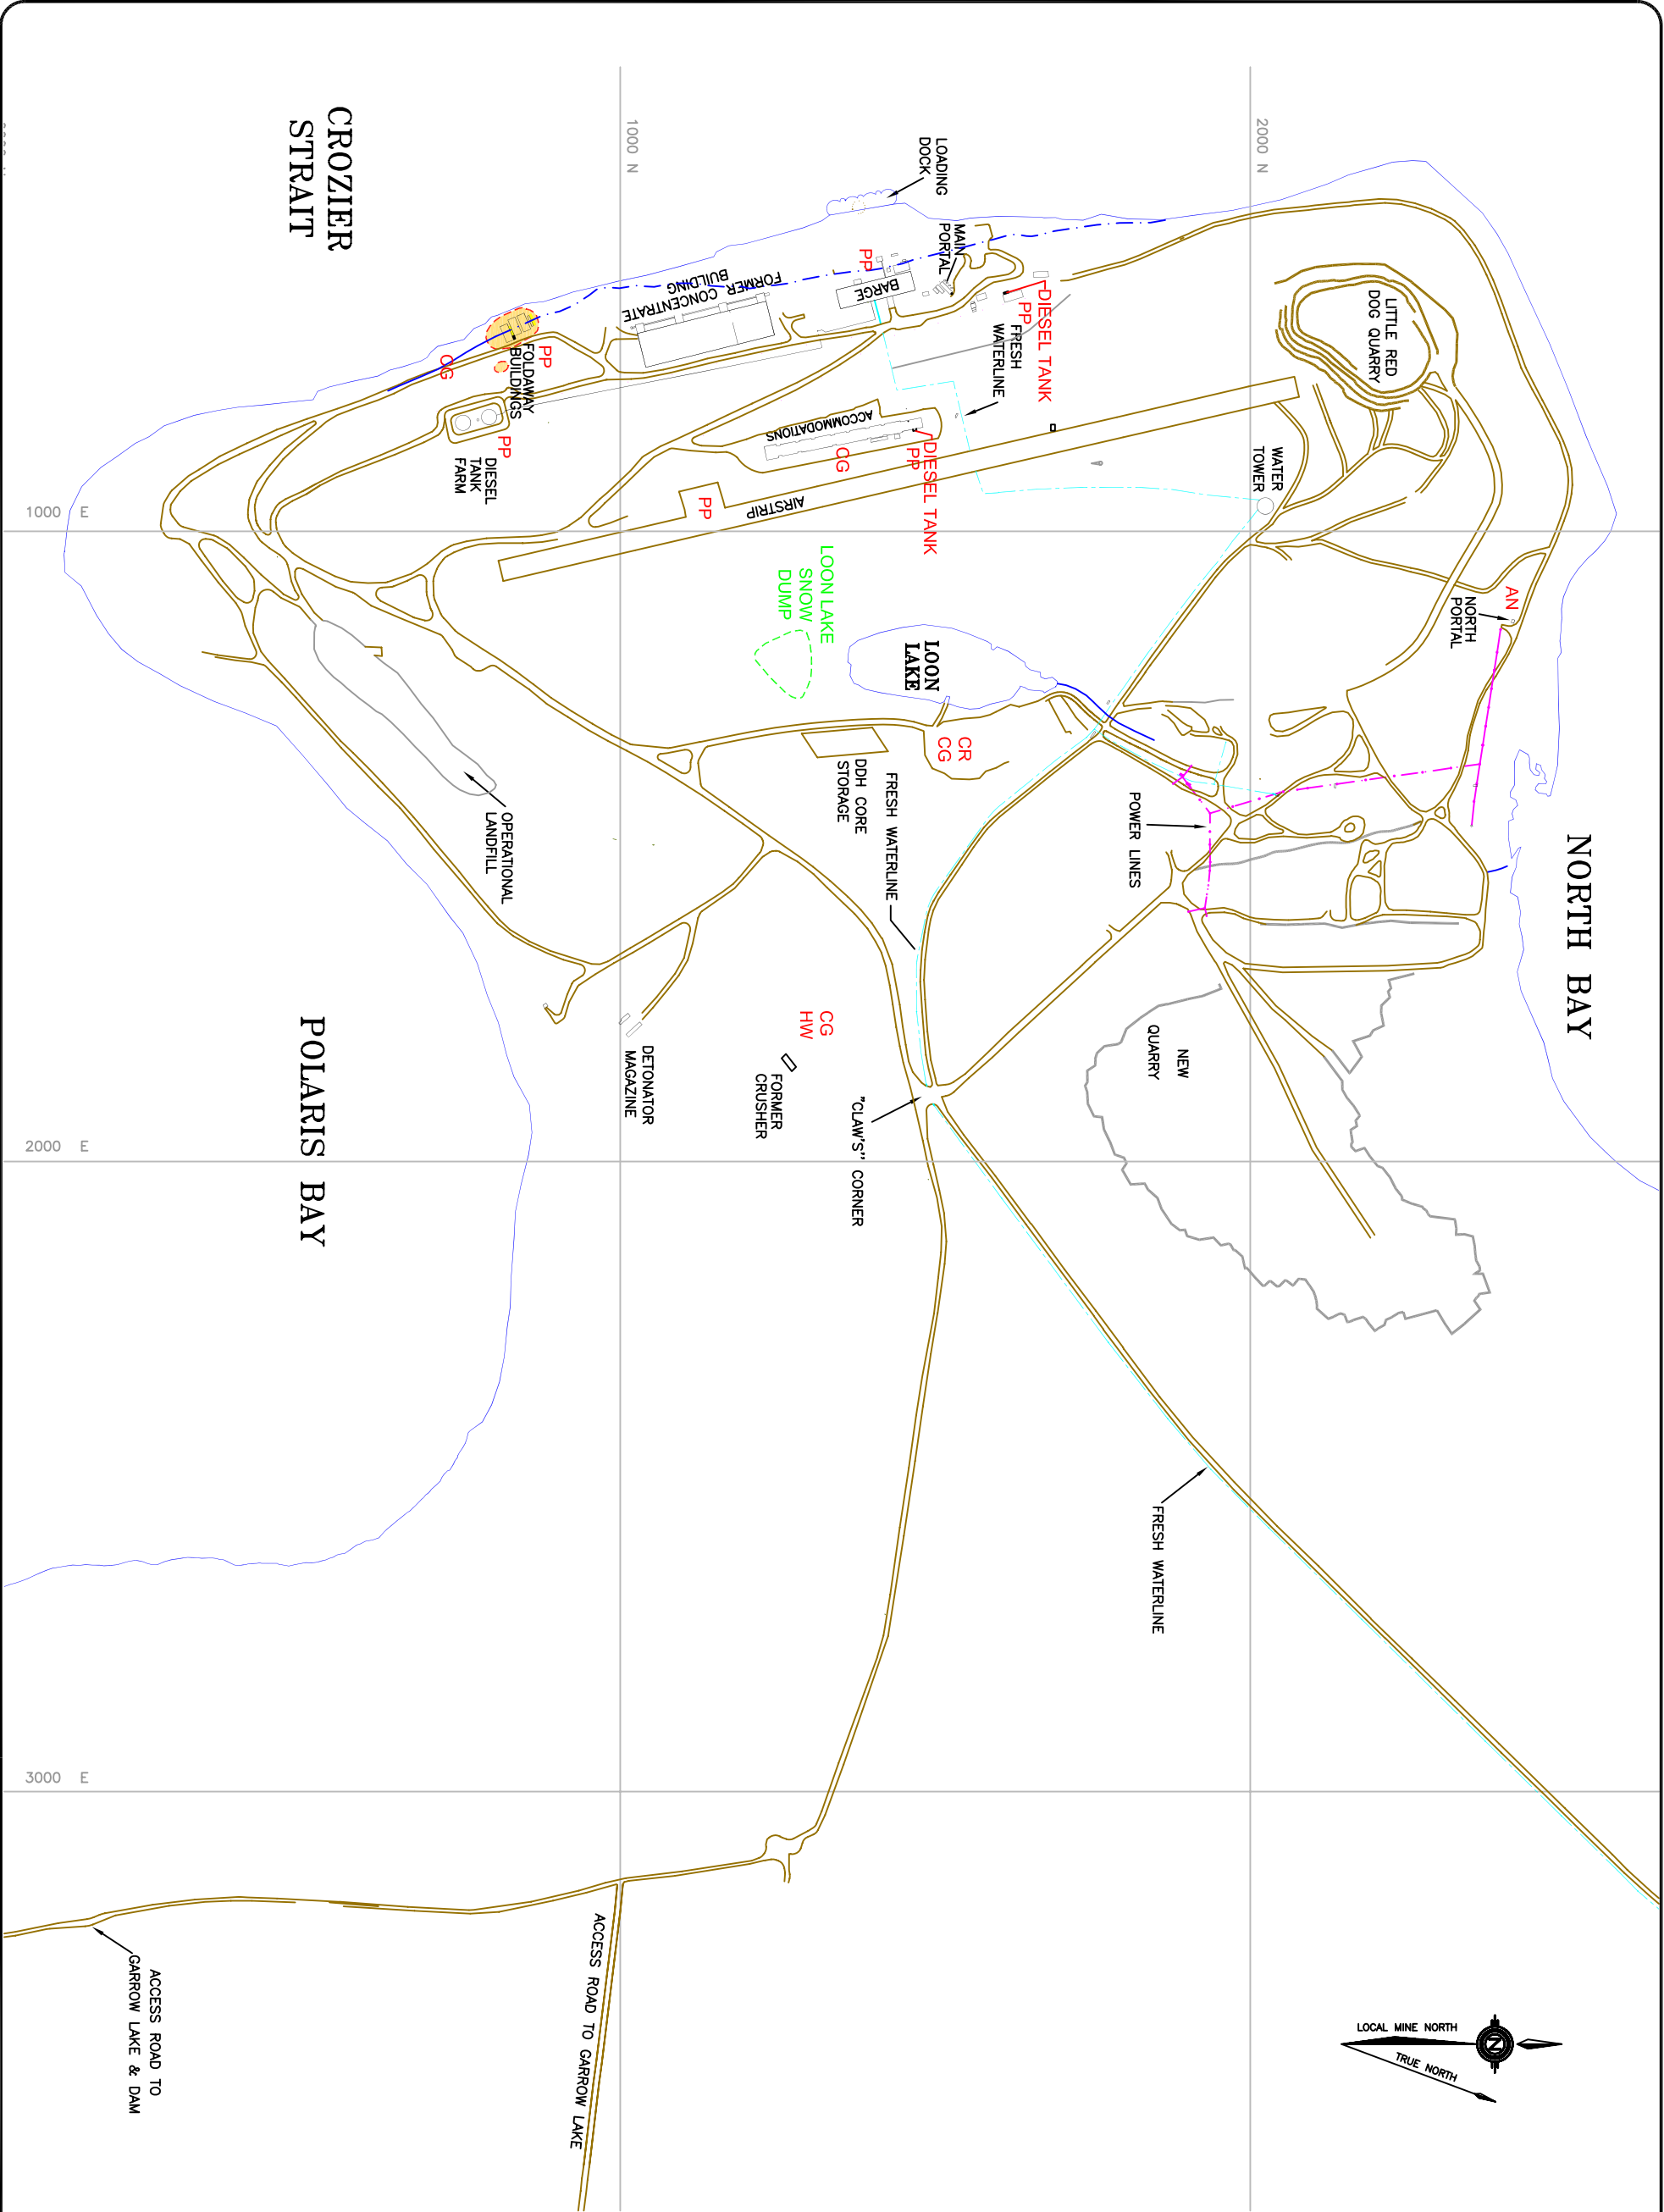 CROZIER
STRAIT
1000 N
2000 N
LOADING
DOCK
MAIN
PORTAL
PP
BARGE
FORMER CONCENTRATE
BUILDING
DIESEL TANK
PP
FRESH
WATERLINE
LITTLE RED
DOG QUARRY
PP
FOLDAWAY
BUILDINGS
CG
PP
DIESEL
TANK
FARM
ACCOMMODATIONS
CG
DIESEL TANK
PP
PP
AIRSTRIP
WATER
TOWER
1000 E
LOON LAKE
SNOW
DUMP
LOON
LAKE
AN
NORTH
PORTAL
CR
CG
DDH CORE
STORAGE
FRESH WATERLINE
POWER LINES
OPERATIONAL
LANDFILL
NORTH BAY
POLARIS BAY
CG
HW
DETONATOR
MAGAZINE
FORMER
CRUSHER
"CLAW'S" CORNER
NEW
QUARRY
2000 E
FRESH WATERLINE
3000 E
ACCESS ROAD TO GARROW LAKE
ACCESS ROAD TO
GARROW LAKE & DAM
LOCAL MINE NORTH
N
TRUE NORTH